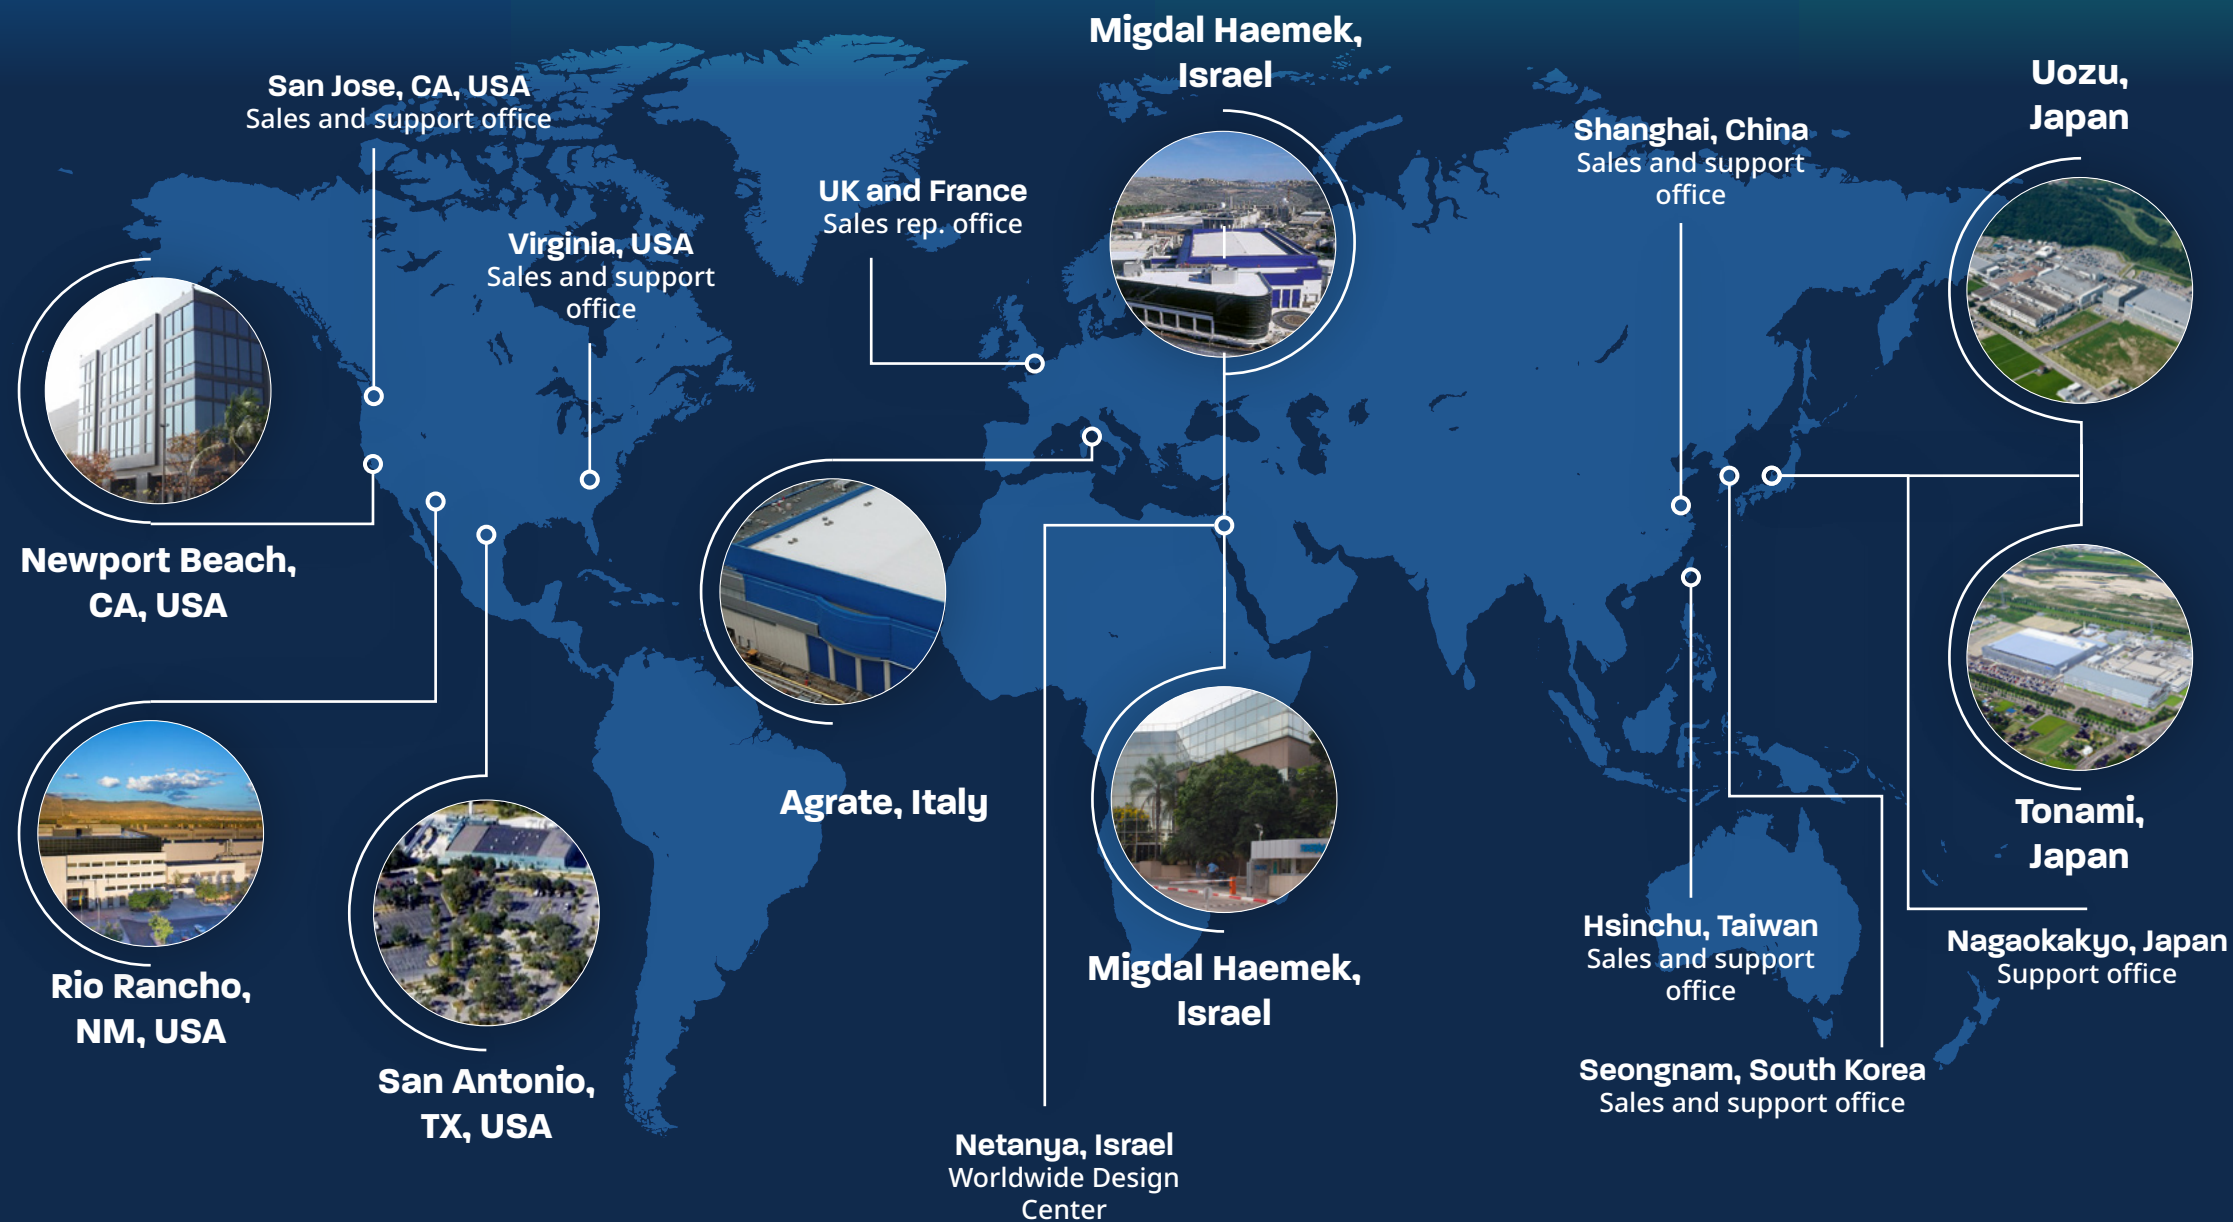 Migdal Haemek,
Israel
San Jose, CA, USA
Sales and support office
Uozu,
Japan
Shanghai, China
Sales and support
office
UK and France
Sales rep. office
Virginia, USA
Sales and support
office
Newport Beach,
CA, USA
Agrate, Italy
Tonami,
Japan
Hsinchu, Taiwan
Sales and support
office
Nagaokakyo, Japan
Support office
Migdal Haemek,
Israel
Rio Rancho,
NM, USA
San Antonio,
TX, USA
Seongnam, South Korea
Sales and support office
Netanya, Israel
Worldwide Design
Center